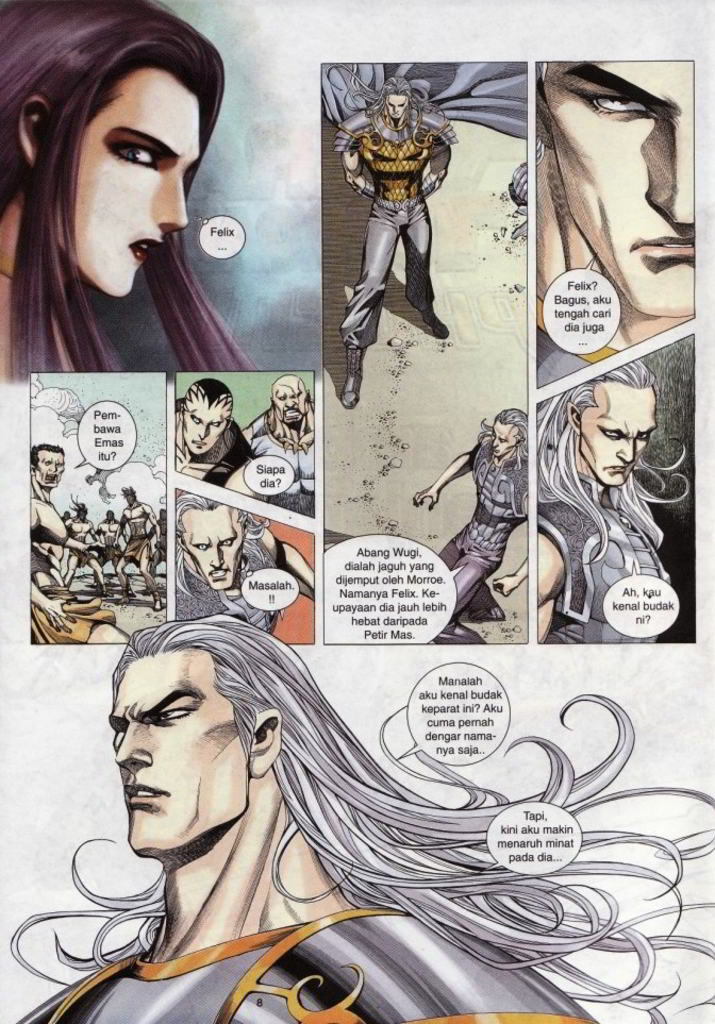 Felix
...
Pem-
bawa
Emas
itu?
Siapa
dia?
Masalah.
!!
Abang Wugi,
dialah jaguh yang
dijemput oleh Morroe.
Namanya Felix. Ke-
upayaan dia jauh lebih
hebat daripada
Petir Mas.
Felix?
Bagus, aku
tengah cari
dia juga
...
Ah, kau
kenal budak
ni?
Manalah
aku kenal budak
keparat ini? Aku
cuma pernah
dengar nama-
nya saja..
Tapi,
kini aku makin
menaruh minat
pada dia...
8